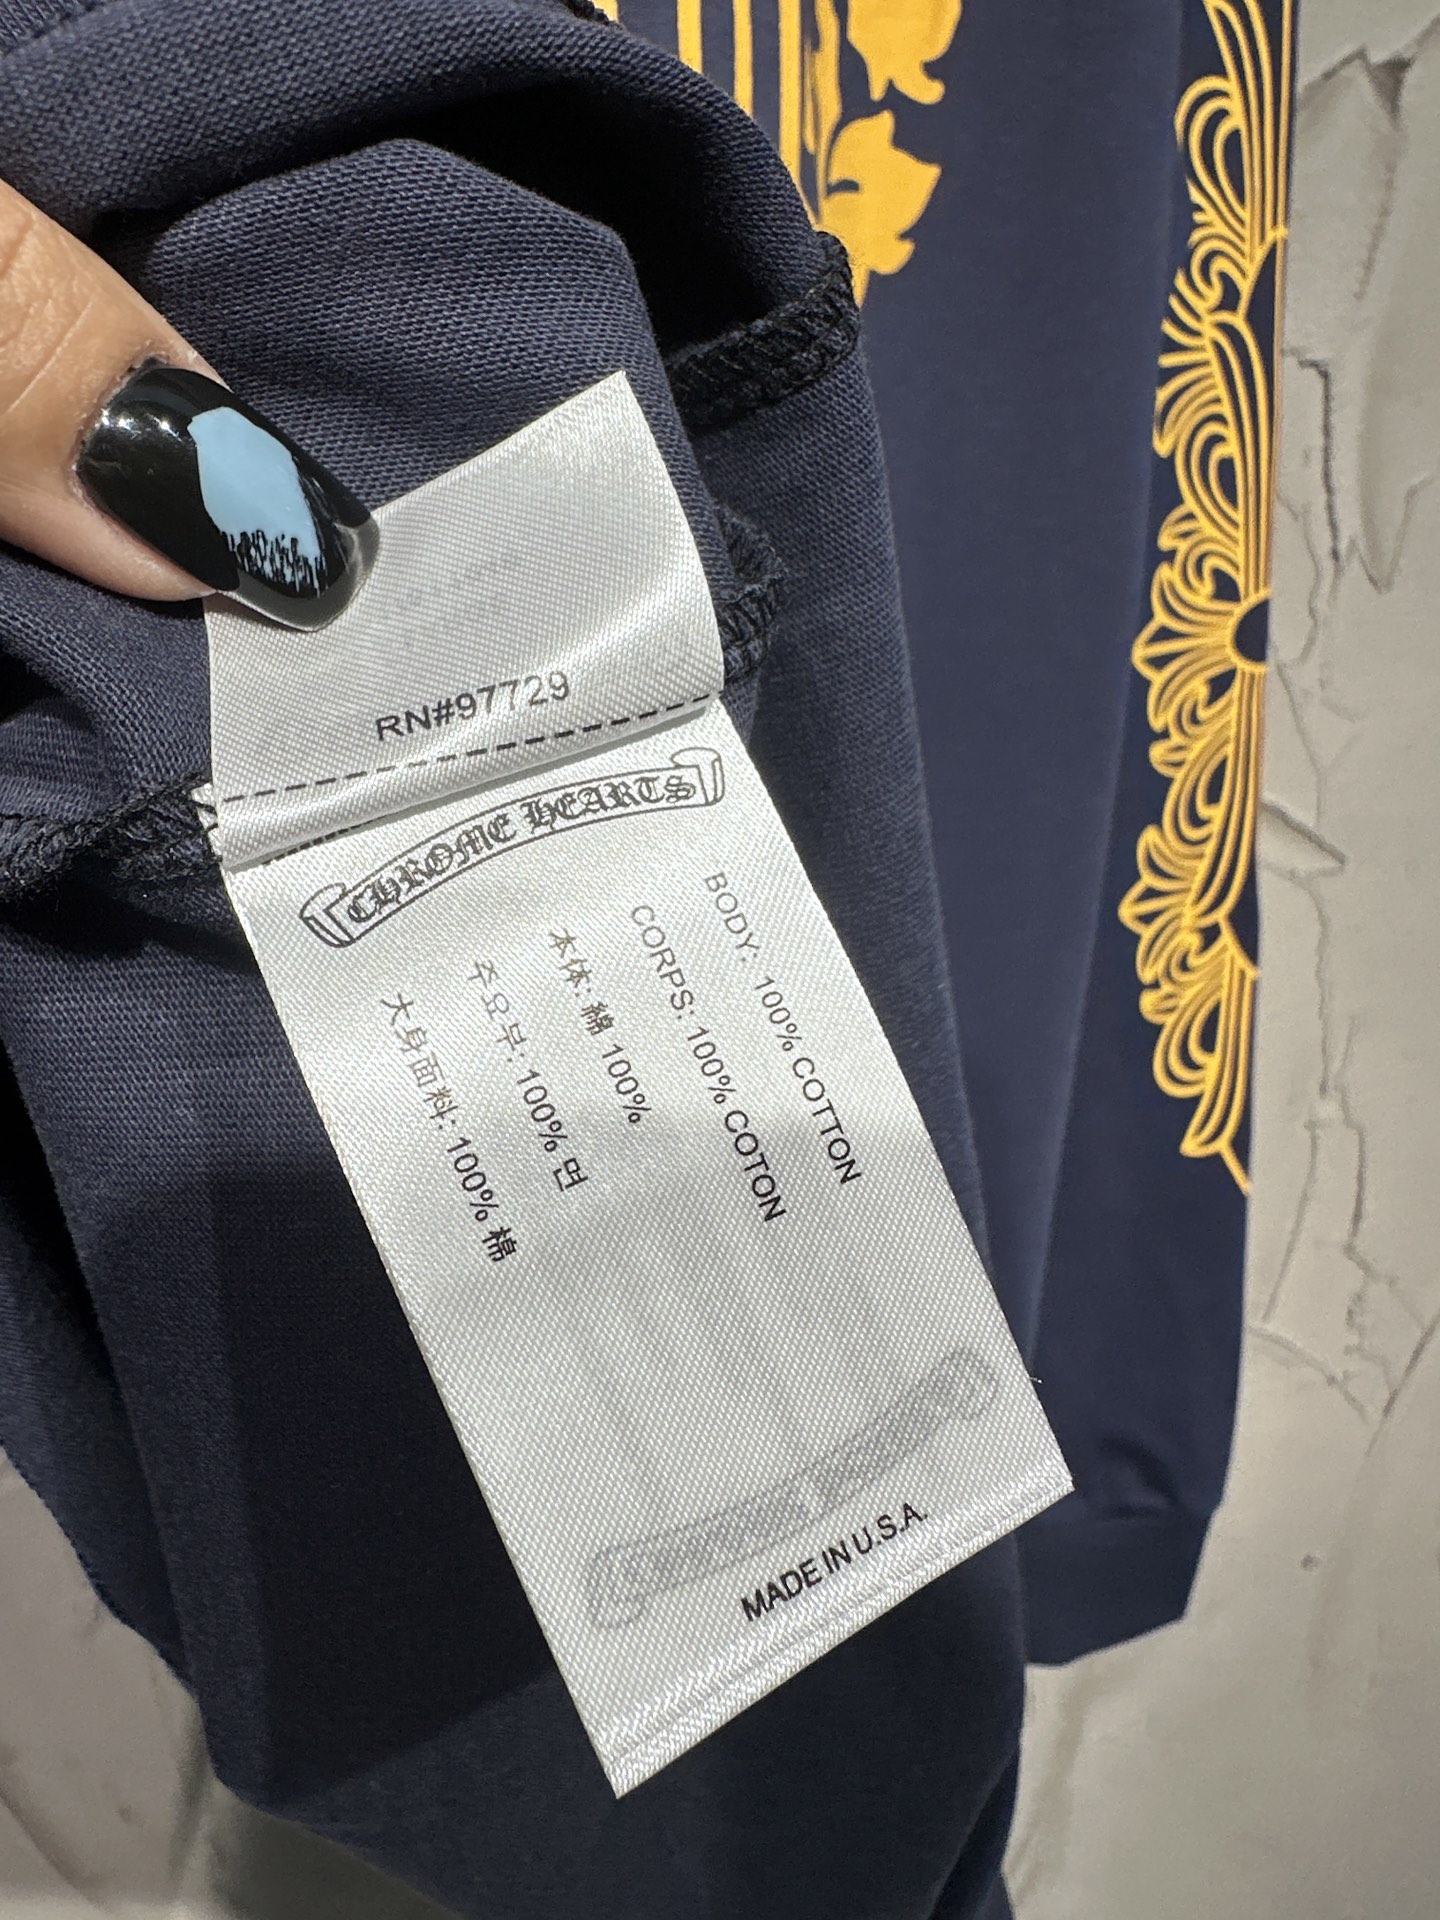 RN#97729
CHROME HEARTS
BODY: 100% COTTON
CORPS: 100% COTON
本体: 綿 100%
주요부: 100% 면
大身面料: 100% 棉
MADE IN U.S.A.